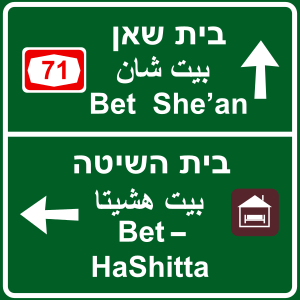 בית שאן
71
بيت شان
Bet She’an
בית השיטה
بيت هشيتا
Bet –
HaShitta